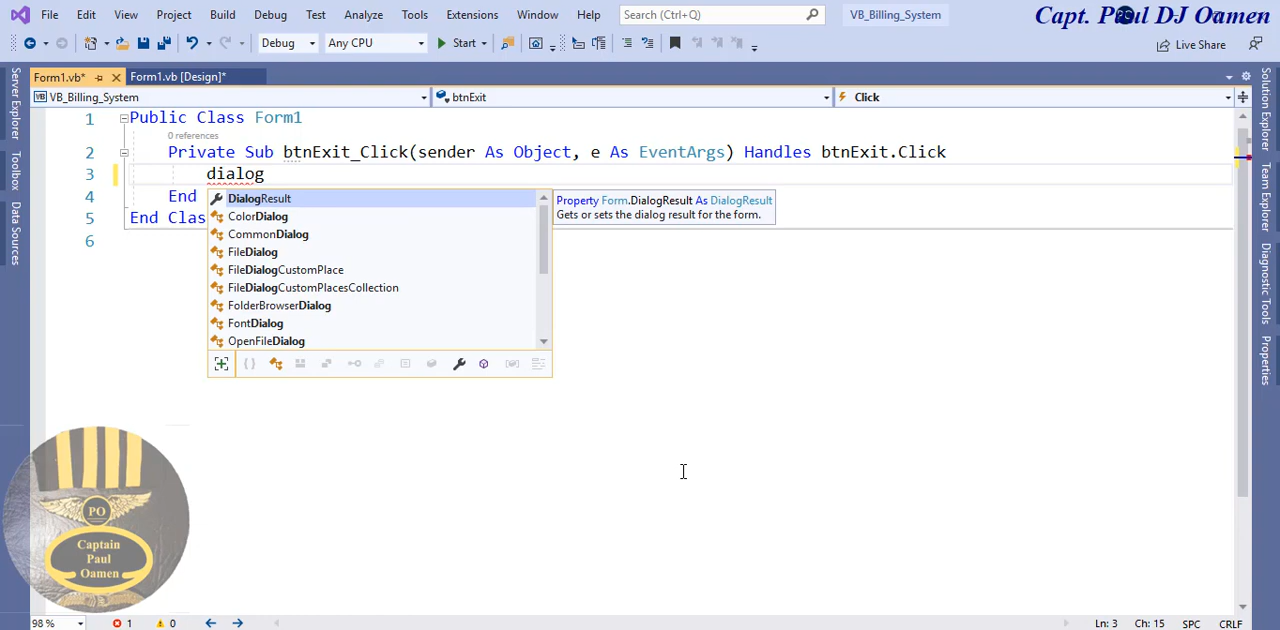 File Edit View Project Build Debug Test Analyze Tools Extensions Window Help Search (Ctrl+Q) VB_Billing_System
Capt. Paul DJ Oamen
Debug Any CPU Start Live Share
Form1.vb* Form1.vb [Design]*
VB VB_Billing_System btnExit Click
Server Explorer
Toolbox
Data Sources
Solution Explorer
Team Explorer
Diagnostic Tools
Properties
1 Public Class Form1
0 references
2 Private Sub btnExit_Click(sender As Object, e As EventArgs) Handles btnExit.Click
3 dialog
4 End
5 End Clas
6
DialogResult
ColorDialog
CommonDialog
FileDialog
FileDialogCustomPlace
FileDialogCustomPlacesCollection
FolderBrowserDialog
FontDialog
OpenFileDialog
Property Form.DialogResult As DialogResult
Gets or sets the dialog result for the form.
PO
Captain
Paul
Oamen
98 % 1 0 Ln: 3 Ch: 15 SPC CRLF